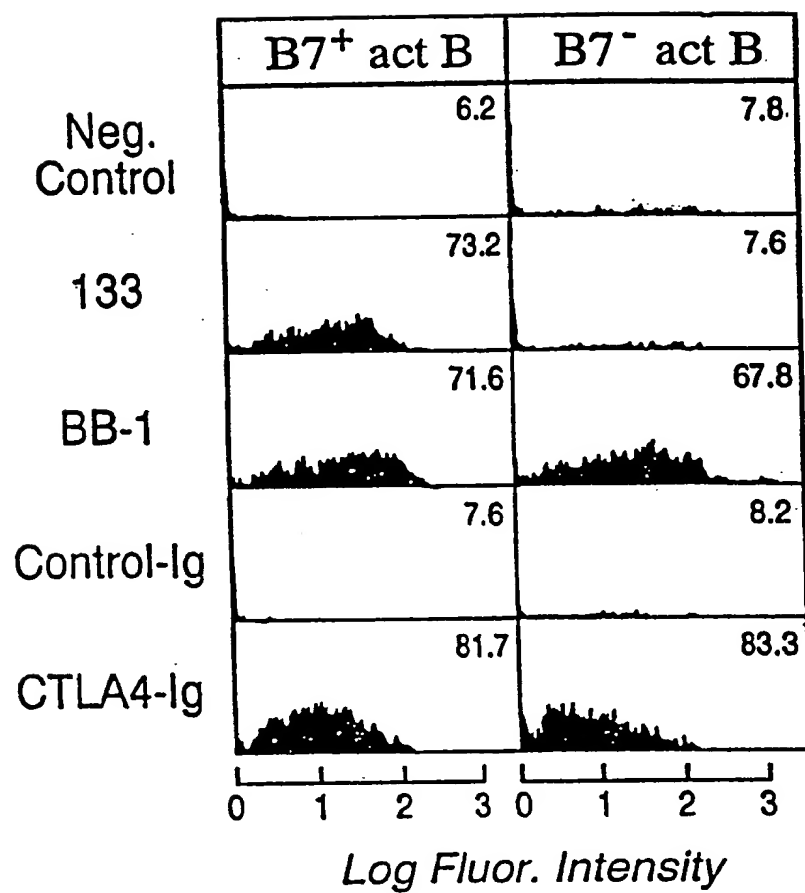 B7⁺ act B B7⁻ act B
Neg. Control 6.2 7.8
133 73.2 7.6
BB-1 71.6 67.8
Control-Ig 7.6 8.2
CTLA4-Ig 81.7 83.3
0 1 2 3 0 1 2 3
Log Fluor. Intensity